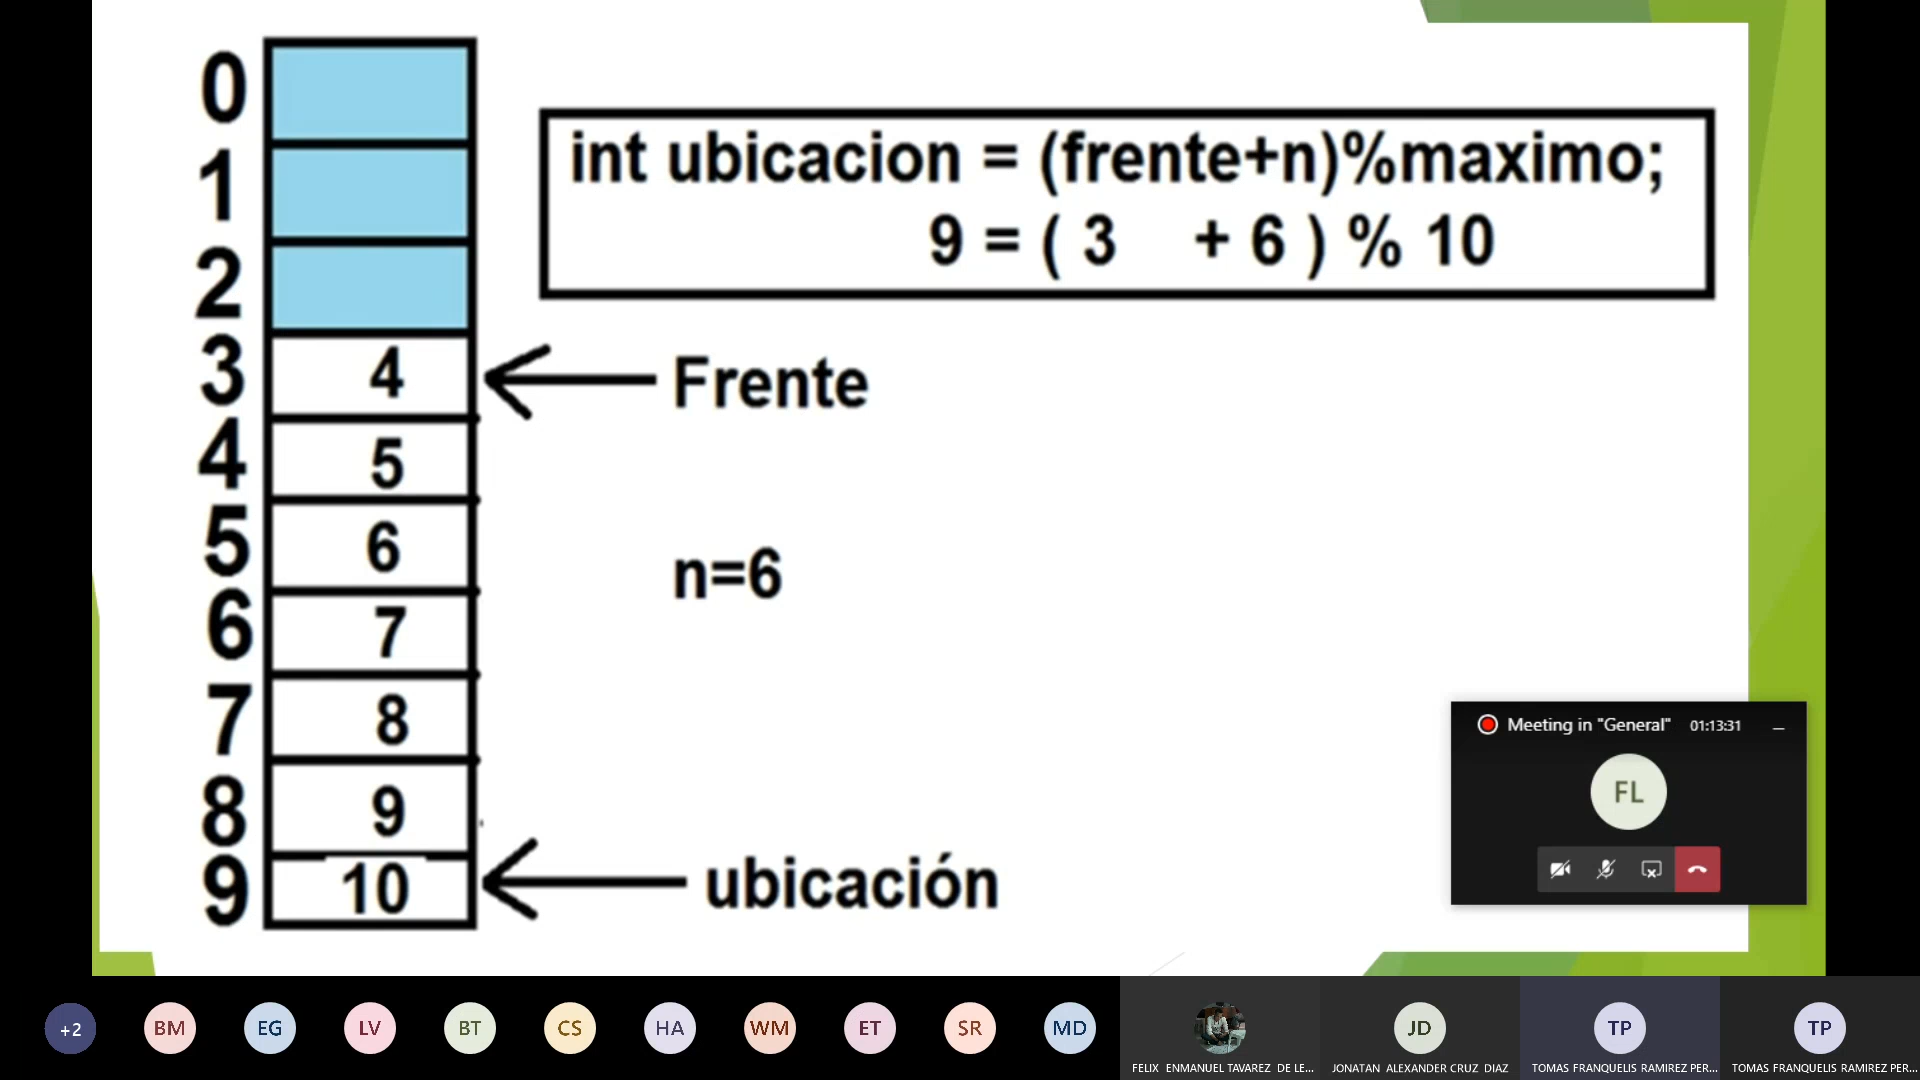 0
1
2
3
4
5
6
7
8
9
4
5
6
7
8
9
10
int ubicacion = (frente+n)%maximo;
9 = ( 3 + 6 ) % 10
Frente
n=6
ubicación
Meeting in "General" 01:13:31
FL
+2
BM
EG
LV
BT
CS
HA
WM
ET
SR
MD
JD
TP
TP
FELIX ENMANUEL TAVAREZ DE LE...
JONATAN ALEXANDER CRUZ DIAZ
TOMAS FRANQUELIS RAMIREZ PER...
TOMAS FRANQUELIS RAMIREZ PER...